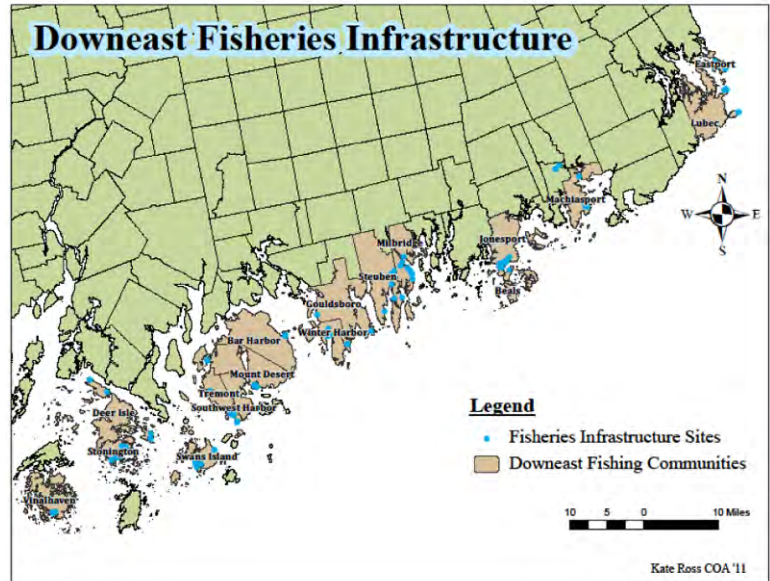 Downeast Fisheries Infrastructure
Eastport
Lubec
N
W E
S
Machiasport
Jonesport
Beals
Milbridge
Steuben
Gouldsboro
Winter Harbor
Bar Harbor
Mount Desert
Tremont
Southwest Harbor
Deer Isle
Stonington
Swans Island
Vinalhaven
Legend
Fisheries Infrastructure Sites
Downeast Fishing Communities
10 5 0 10 Miles
Kate Ross COA '11